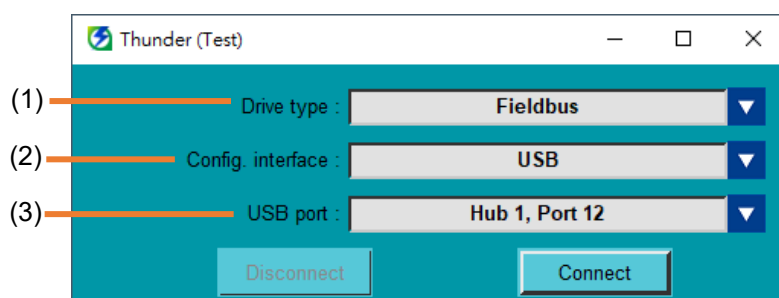 Thunder (Test)
(1) Drive type : Fieldbus
(2) Config. interface : USB
(3) USB port : Hub 1, Port 12
Disconnect Connect